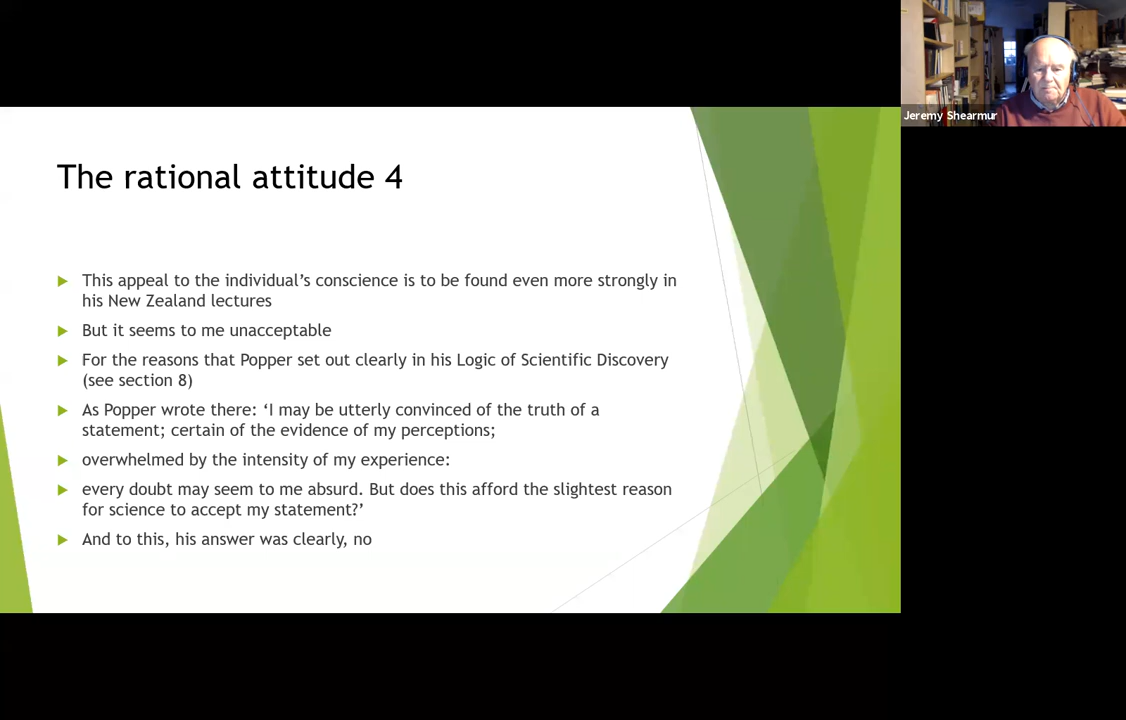 Jeremy Shearmur
The rational attitude 4
This appeal to the individual’s conscience is to be found even more strongly in
his New Zealand lectures
But it seems to me unacceptable
For the reasons that Popper set out clearly in his Logic of Scientific Discovery
(see section 8)
As Popper wrote there: ‘I may be utterly convinced of the truth of a
statement; certain of the evidence of my perceptions;
overwhelmed by the intensity of my experience:
every doubt may seem to me absurd. But does this afford the slightest reason
for science to accept my statement?’
And to this, his answer was clearly, no